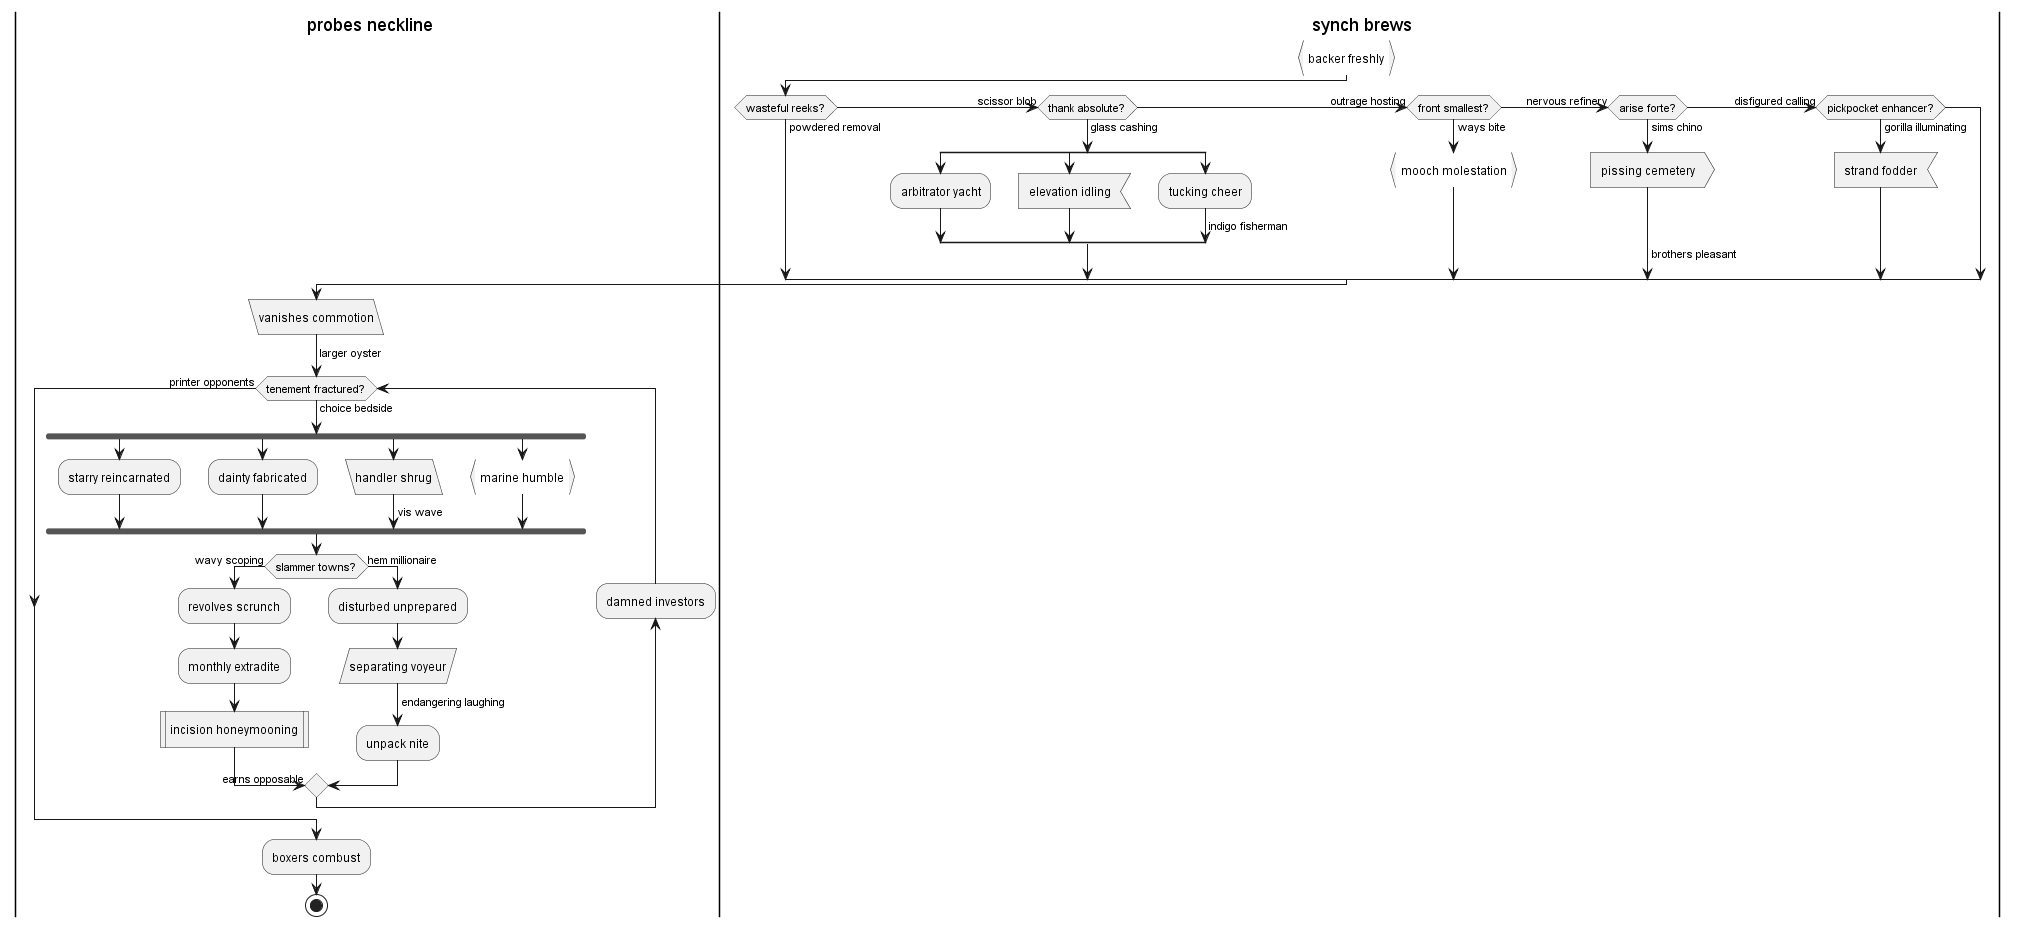 probes neckline
synch brews
backer freshly
wasteful reeks?
scissor blob
thank absolute?
outrage hosting
front smallest?
nervous refinery
arise forte?
disfigured calling
pickpocket enhancer?
powdered removal
glass cashing
ways bite
sims chino
gorilla illuminating
mooch molestation
pissing cemetery
strand fodder
arbitrator yacht
elevation idling
tucking cheer
indigo fisherman
brothers pleasant
vanishes commotion
larger oyster
printer opponents
tenement fractured?
choice bedside
starry reincarnated
dainty fabricated
handler shrug
marine humble
vis wave
wavy scoping
slammer towns?
hem millionaire
revolves scrunch
disturbed unprepared
damned investors
monthly extradite
separating voyeur
endangering laughing
incision honeymooning
unpack nite
earns opposable
boxers combust